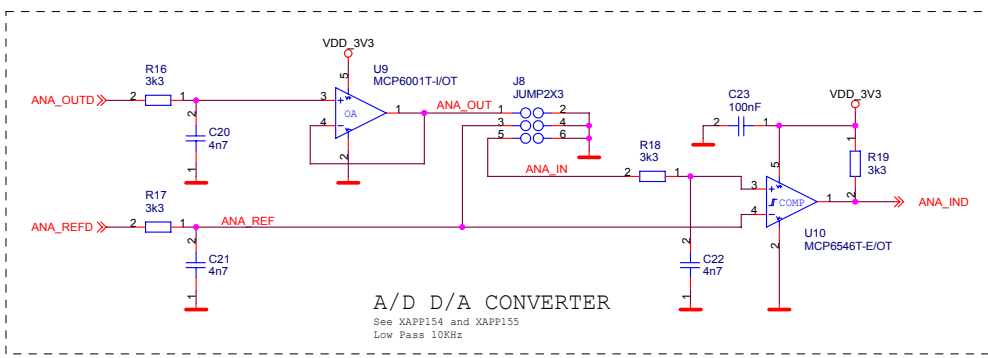 VDD_3V3
R16
3k3
U9
MCP6001T-I/OT
ANA_OUTD
2
1
5
3
4
1
2
OA
C20
4n7
2
1
ANA_OUT
J8
JUMP2X3
1
2
3
4
5
6
ANA_IN
R18
3k3
2
1
C23
100nF
2
1
VDD_3V3
R19
3k3
1
2
5
3
4
1
2
COMP
ANA_IND
U10
MCP6546T-E/OT
R17
3k3
ANA_REFD
2
1
ANA_REF
C21
4n7
2
1
C22
4n7
2
1
A/D D/A CONVERTER
See XAPP154 and XAPP155
Low Pass 10KHz